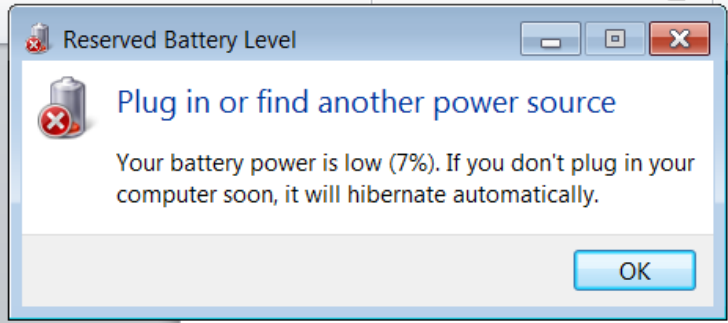 Reserved Battery Level
Plug in or find another power source
Your battery power is low (7%). If you don't plug in your
computer soon, it will hibernate automatically.
OK